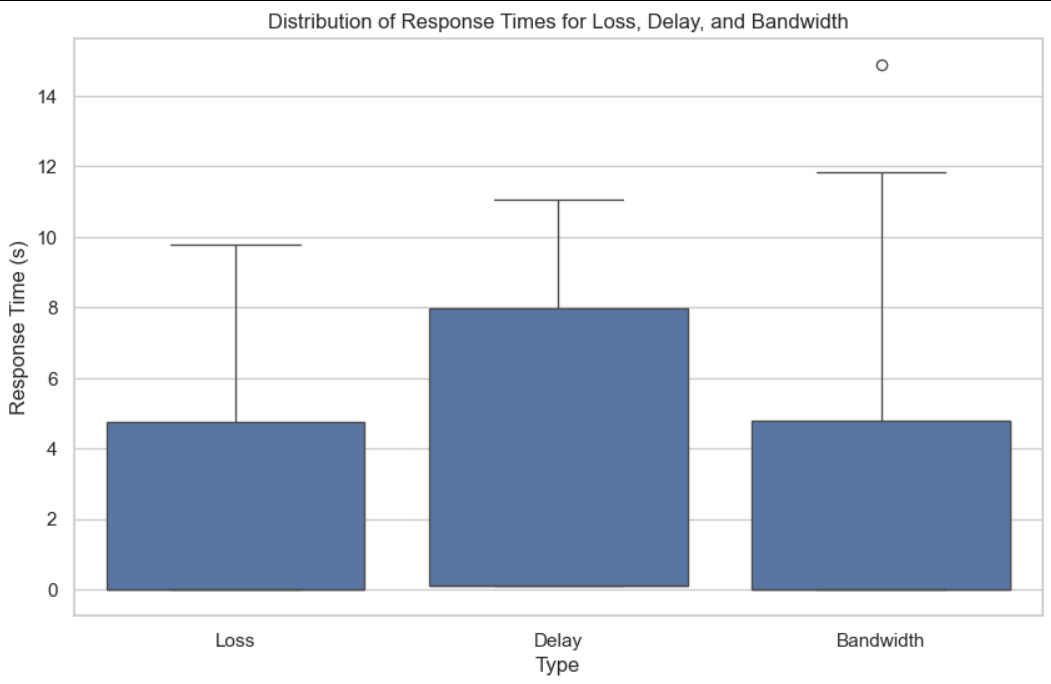 Distribution of Response Times for Loss, Delay, and Bandwidth
14
12
10
8
6
4
2
0
Response Time (s)
Loss Delay Bandwidth
Type